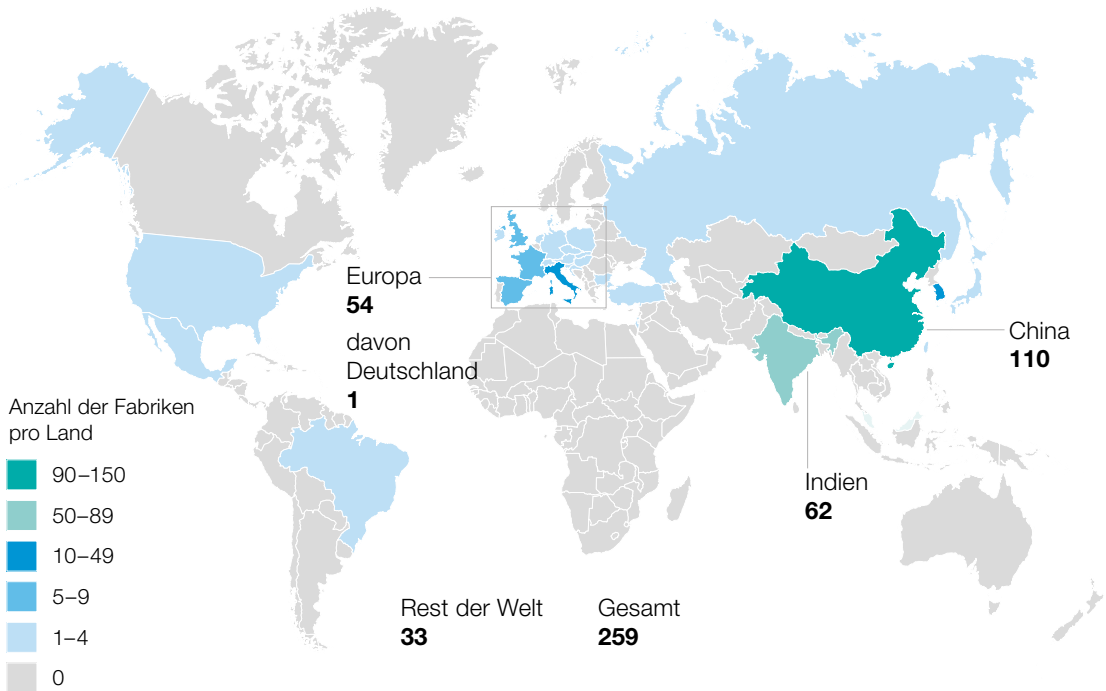 Europa
54
davon
Deutschland
1
China
110
Indien
62
Anzahl der Fabriken
pro Land
90–150
50–89
10–49
5–9
1–4
0
Rest der Welt
33
Gesamt
259